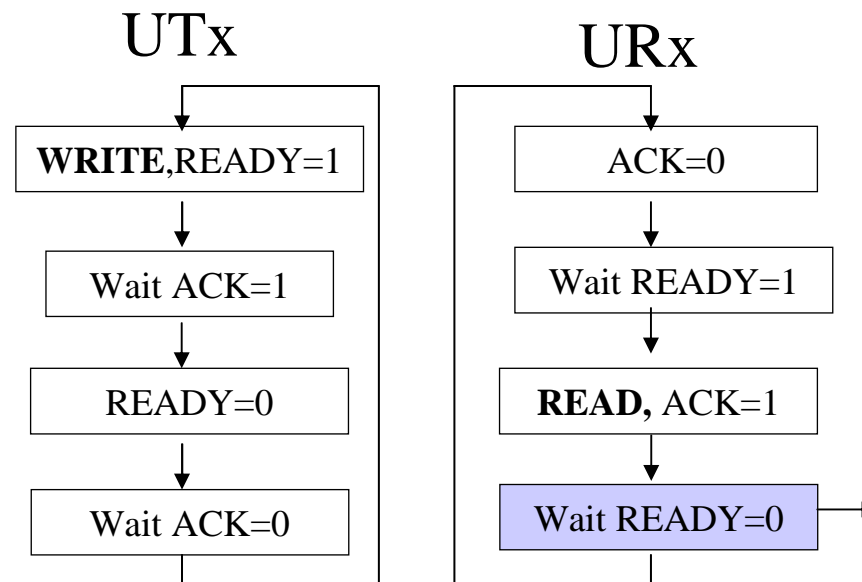 UTx
WRITE,READY=1
Wait ACK=1
READY=0
Wait ACK=0
URx
ACK=0
Wait READY=1
READ, ACK=1
Wait READY=0